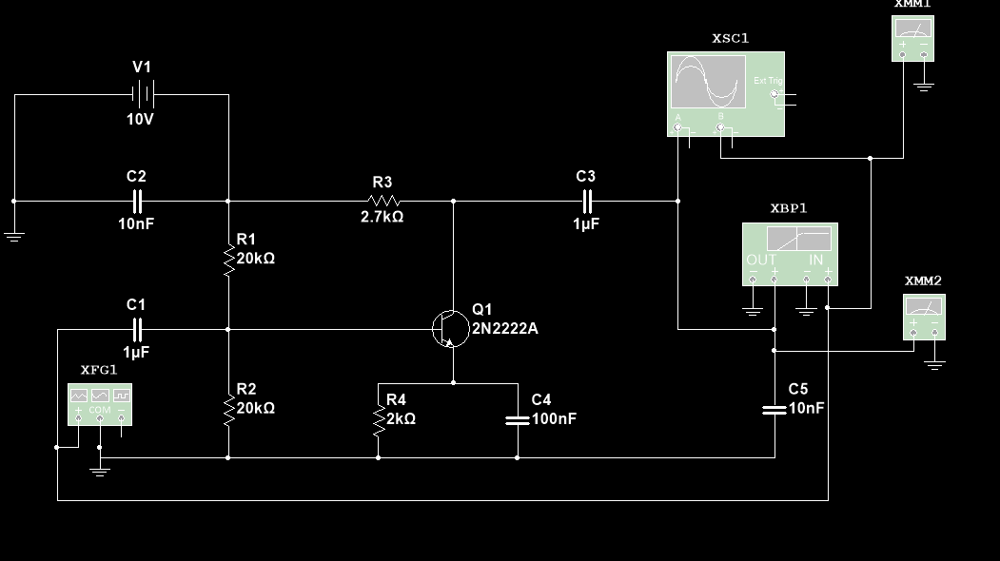 XMM1
XSC1
V1
Ext Trig
+
10V
A
B
C2
R3
C3
10nF
2.7kΩ
1µF
XBP1
R1
20kΩ
OUT
IN
XMM2
C1
Q1
2N2222A
1µF
XFG1
COM
R2
20kΩ
R4
2kΩ
C4
100nF
C5
10nF